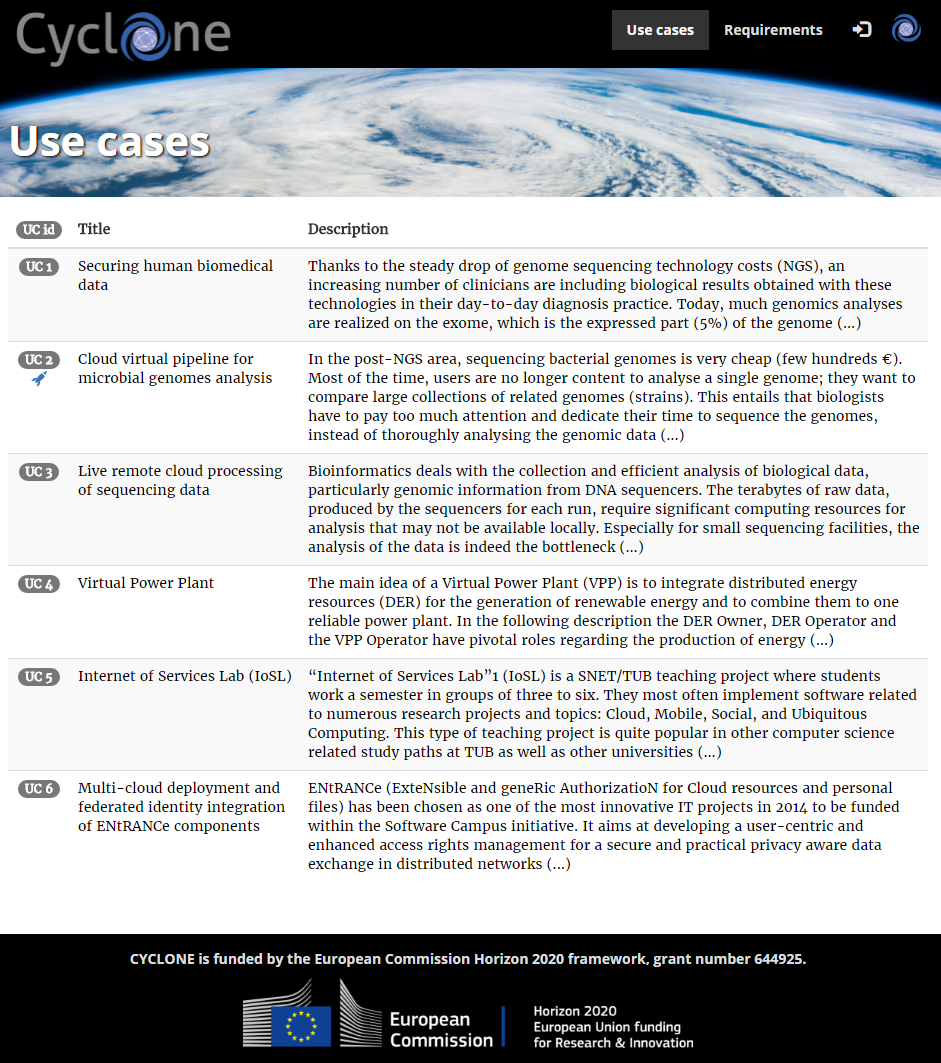 Cyclone
Use cases
Requirements
Use cases
UC id
Title
Description
UC 1
Securing human biomedical
data
Thanks to the steady drop of genome sequencing technology costs (NGS), an
increasing number of clinicians are including biological results obtained with these
technologies in their day-to-day diagnosis practice. Today, much genomics analyses
are realized on the exome, which is the expressed part (5%) of the genome (...)
UC 2
Cloud virtual pipeline for
microbial genomes analysis
In the post-NGS area, sequencing bacterial genomes is very cheap (few hundreds €).
Most of the time, users are no longer content to analyse a single genome; they want to
compare large collections of related genomes (strains). This entails that biologists
have to pay too much attention and dedicate their time to sequence the genomes,
instead of thoroughly analysing the genomic data (...)
UC 3
Live remote cloud processing
of sequencing data
Bioinformatics deals with the collection and efficient analysis of biological data,
particularly genomic information from DNA sequencers. The terabytes of raw data,
produced by the sequencers for each run, require significant computing resources for
analysis that may not be available locally. Especially for small sequencing facilities, the
analysis of the data is indeed the bottleneck (...)
UC 4
Virtual Power Plant
The main idea of a Virtual Power Plant (VPP) is to integrate distributed energy
resources (DER) for the generation of renewable energy and to combine them to one
reliable power plant. In the following description the DER Owner, DER Operator and
the VPP Operator have pivotal roles regarding the production of energy (...)
UC 5
Internet of Services Lab (IoSL)
“Internet of Services Lab”1 (IoSL) is a SNET/TUB teaching project where students
work a semester in groups of three to six. They most often implement software related
to numerous research projects and topics: Cloud, Mobile, Social, and Ubiquitous
Computing. This type of teaching project is quite popular in other computer science
related study paths at TUB as well as other universities (...)
UC 6
Multi-cloud deployment and
federated identity integration
of ENtRANCe components
ENtRANCe (ExteNsible and geneRic AuthorizatioN for Cloud resources and personal
files) has been chosen as one of the most innovative IT projects in 2014 to be funded
within the Software Campus initiative. It aims at developing a user-centric and
enhanced access rights management for a secure and practical privacy aware data
exchange in distributed networks (...)
CYCLONE is funded by the European Commission Horizon 2020 framework, grant number 644925.
European
Commission
Horizon 2020
European Union funding
for Research & Innovation